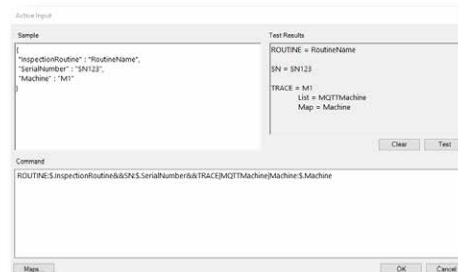 Active Input
Sample
Test Results
{
"InspectionRoutine" : "RoutineName",
"SerialNumber" : "SN123",
"Machine" : "M1"
}
ROUTINE = RoutineName
SN = SN123
TRACE = M1
List = MQTTMachine
Map = Machine
Clear
Test
Command
ROUTINE:$.InspectionRoutine&&SN:$.SerialNumber&&TRACE|MQTTMachine|Machine:$.Machine
Maps...
OK
Cancel